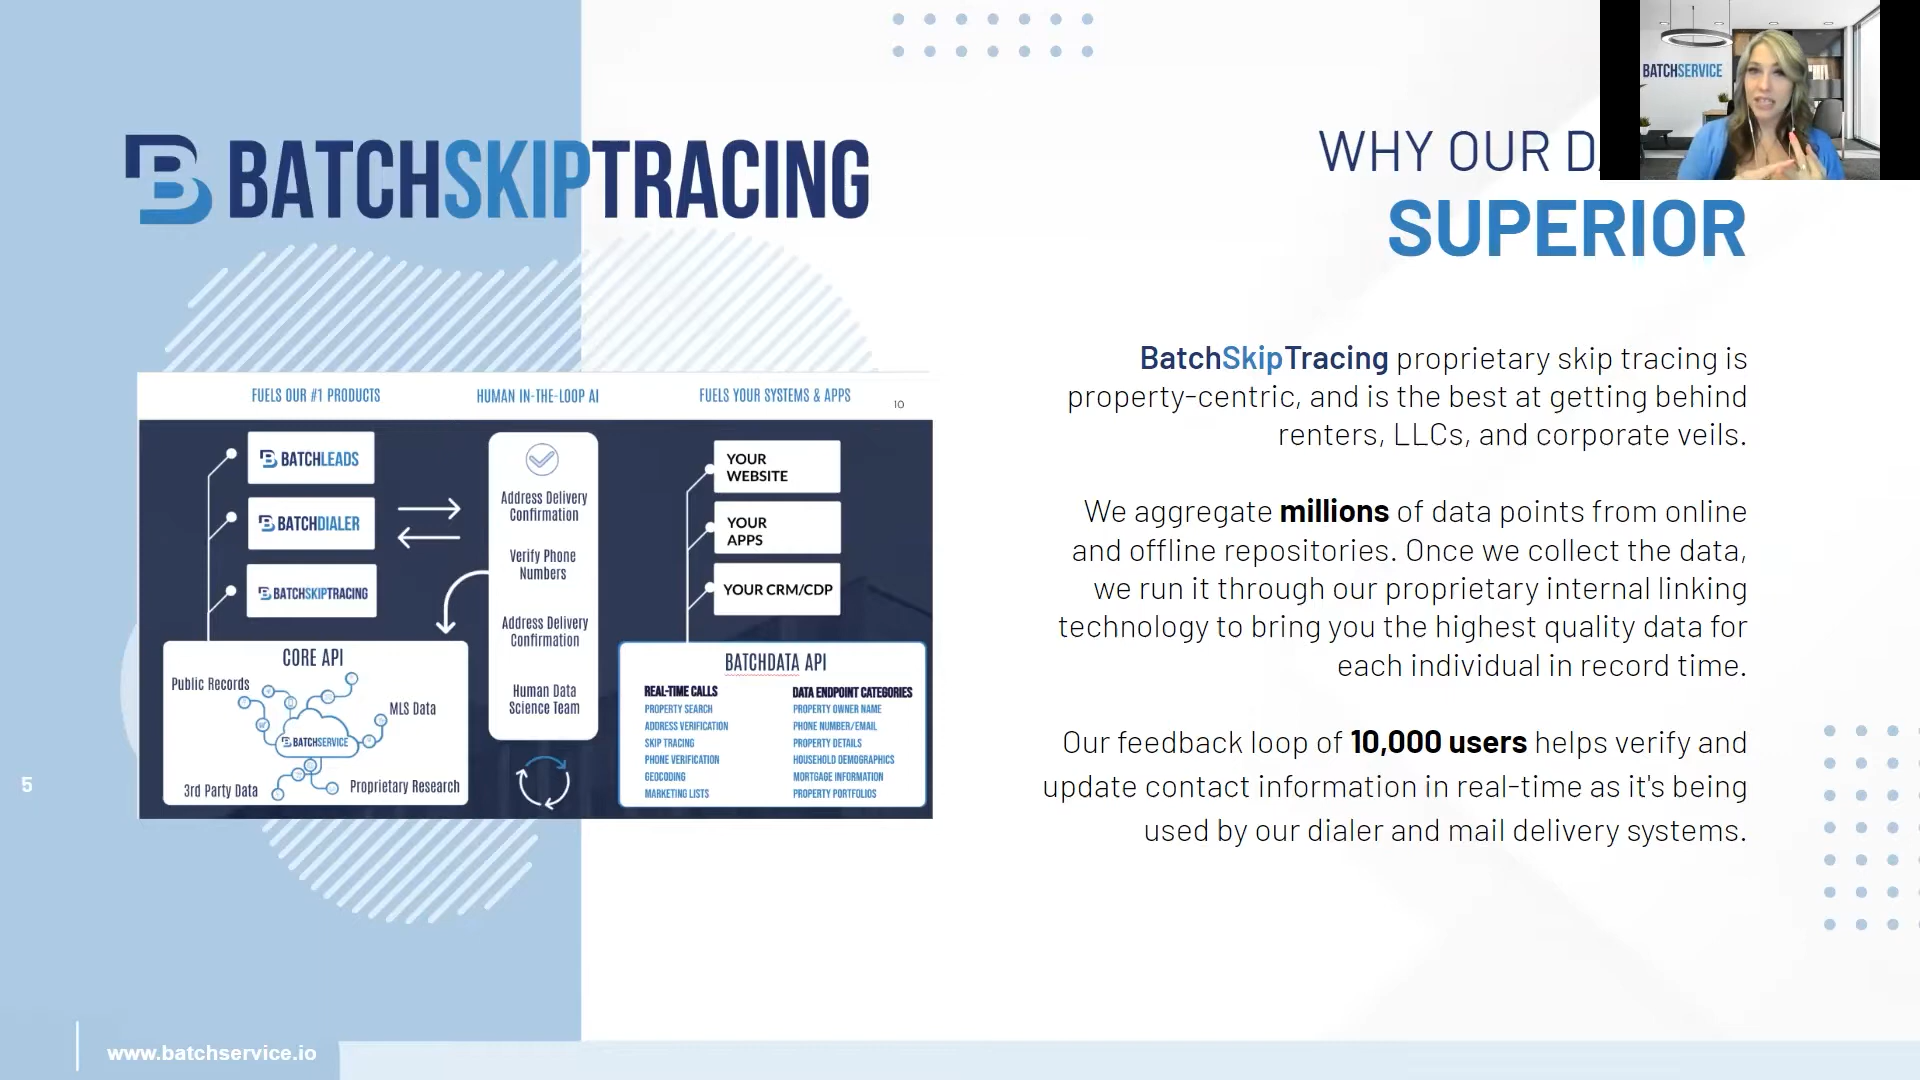 BATCHSERVICE
BATCHSKIPTRACING
WHY OUR
SUPERIOR
BatchSkipTracing proprietary skip tracing is
property-centric, and is the best at getting behind
renters, LLCs, and corporate veils.
We aggregate millions of data points from online
and offline repositories. Once we collect the data,
we run it through our proprietary internal linking
technology to bring you the highest quality data for
each individual in record time.
Our feedback loop of 10,000 users helps verify and
update contact information in real-time as it's being
used by our dialer and mail delivery systems.
FUELS OUR #1 PRODUCTS
HUMAN IN-THE-LOOP AI
FUELS YOUR SYSTEMS & APPS
10
BATCHLEADS
BATCHDIALER
BATCHSKIPTRACING
Address Delivery
Confirmation
Verify Phone
Numbers
Address Delivery
Confirmation
Human Data
Science Team
YOUR
WEBSITE
YOUR
APPS
YOUR CRM/CDP
CORE API
Public Records
MLS Data
BATCHSERVICE
3rd Party Data
Proprietary Research
BATCHDATA API
REAL-TIME CALLS
PROPERTY SEARCH
ADDRESS VERIFICATION
SKIP TRACING
PHONE VERIFICATION
GEOCODING
MARKETING LISTS
DATA ENDPOINT CATEGORIES
PROPERTY OWNER NAME
PHONE NUMBER/EMAIL
PROPERTY DETAILS
HOUSEHOLD DEMOGRAPHICS
MORTGAGE INFORMATION
PROPERTY PORTFOLIOS
5
www.batchservice.io